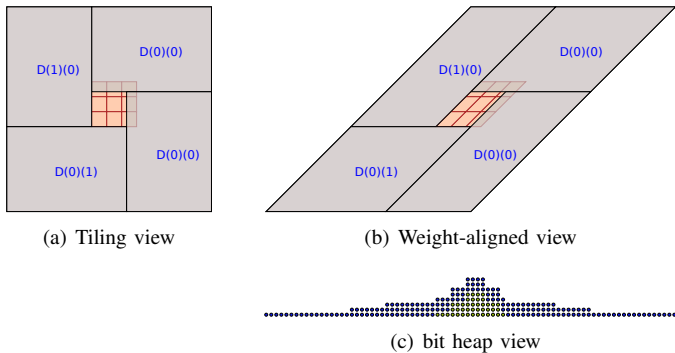 D(1)(0)
D(0)(0)
D(0)(1)
D(0)(0)
(a) Tiling view
D(0)(0)
D(1)(0)
D(0)(1)
D(0)(0)
(b) Weight-aligned view
(c) bit heap view